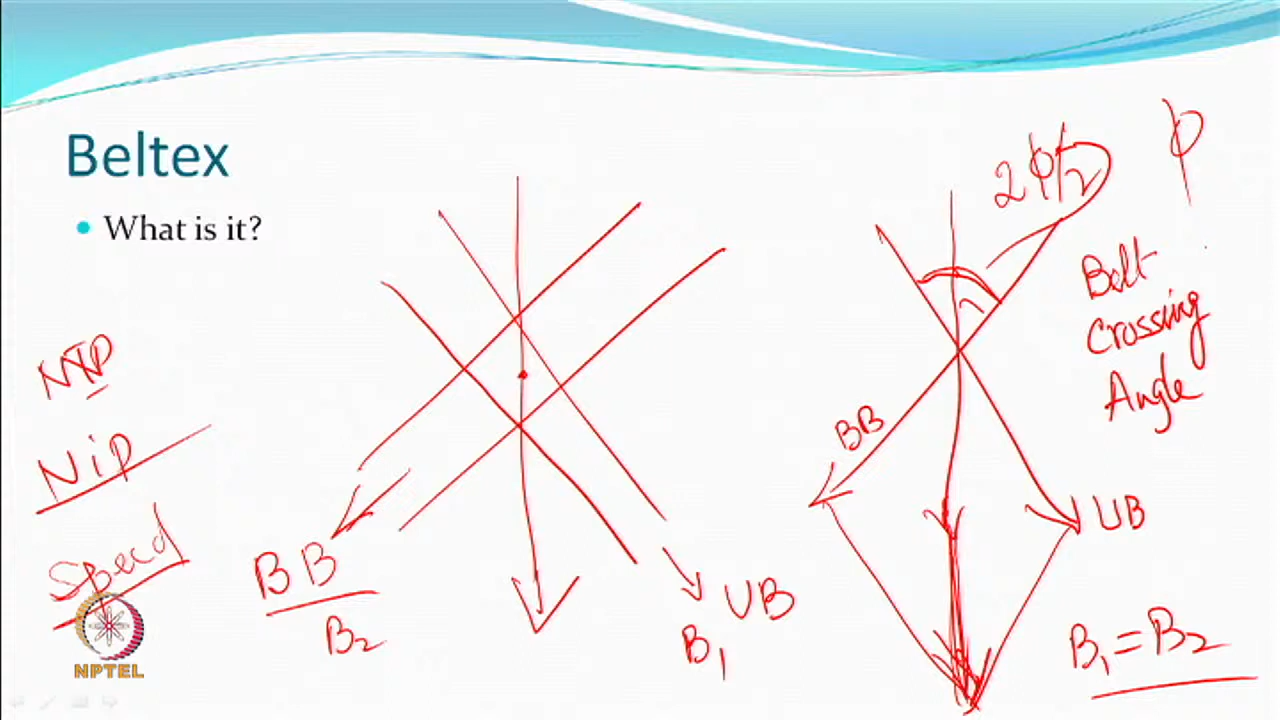 Beltex
• What is it?
NIP
Nip
Speed
NPTEL
BB
B2
UB
B1
2φ/2
φ
Belt
Crossing
Angle
BB
UB
B1 = B2